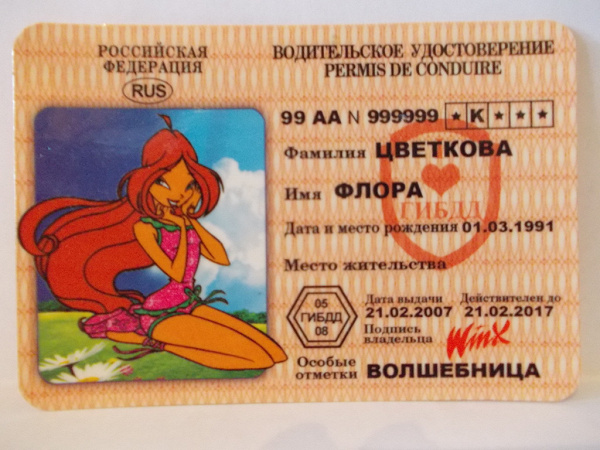 РОССИЙСКАЯ
ФЕДЕРАЦИЯ
RUS
ВОДИТЕЛЬСКОЕ УДОСТОВЕРЕНИЕ
PERMIS DE CONDUIRE
99 АА N 999999 ★ К ★ ★ ★
Фамилия ЦВЕТКОВА
Имя ФЛОРА
ГИБДД
Дата и место рождения 01.03.1991
Место жительства
05
ГИБДД
08
Дата выдачи Действителен до
21.02.2007 21.02.2017
Подпись
владельца WinX
Особые
отметки ВОЛШЕБНИЦА